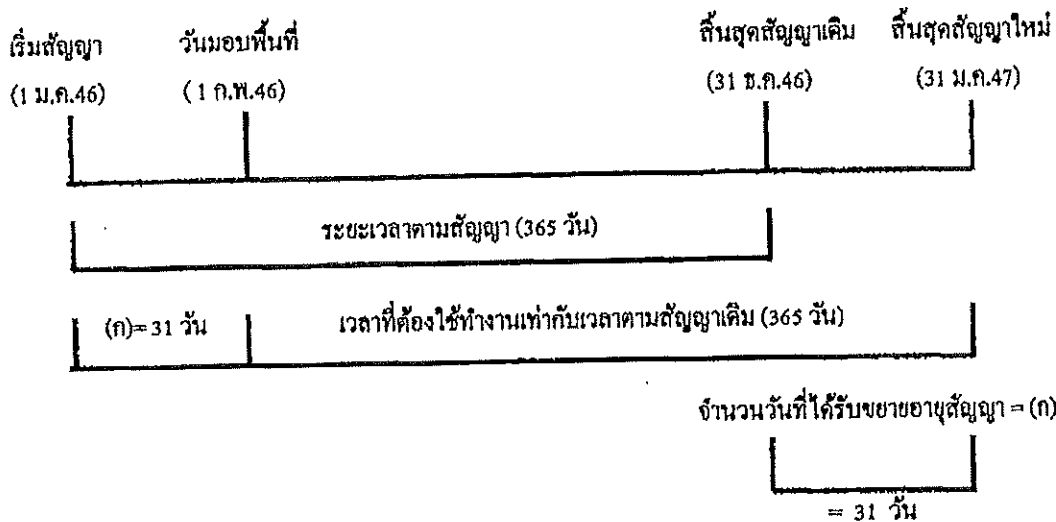 เริ่มสัญญา วันมอบพื้นที่ สิ้นสุดสัญญาเดิม สิ้นสุดสัญญาใหม่
(1 ม.ค.46) (1 ก.พ.46) (31 ธ.ค.46) (31 ม.ค.47)
ระยะเวลาตามสัญญา (365 วัน)
(ก)= 31 วัน เวลาที่ต้องใช้ทำงานเท่ากับเวลาตามสัญญาเดิม (365 วัน)
จำนวนวันที่ได้รับขยายอายุสัญญา = (ก)
= 31 วัน